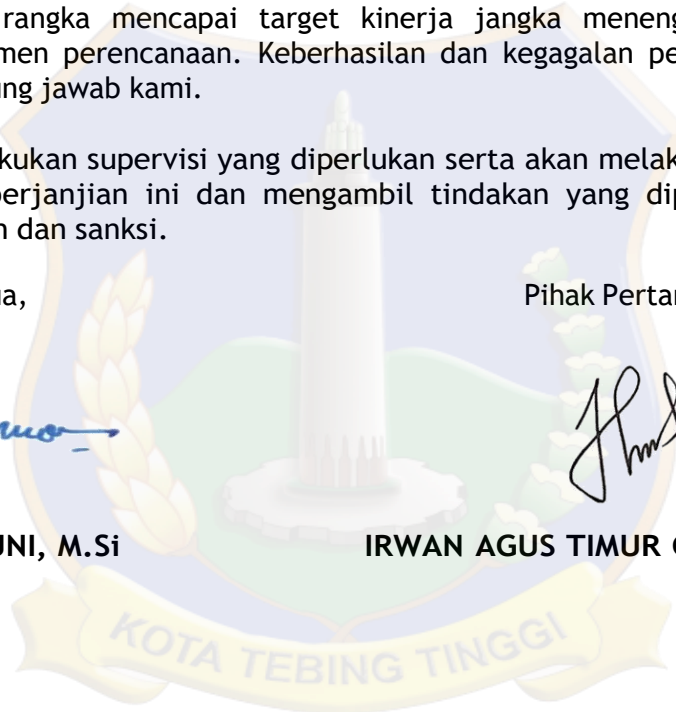 rangka mencapai target kinerja jangka meneng
men perencanaan. Keberhasilan dan kegagalan pe
ng jawab kami.
kukan supervisi yang diperlukan serta akan melak
perjanjian ini dan mengambil tindakan yang dip
n dan sanksi.
a, Pihak Pertam
UNI, M.Si IRWAN AGUS TIMUR
KOTA TEBING TINGGI